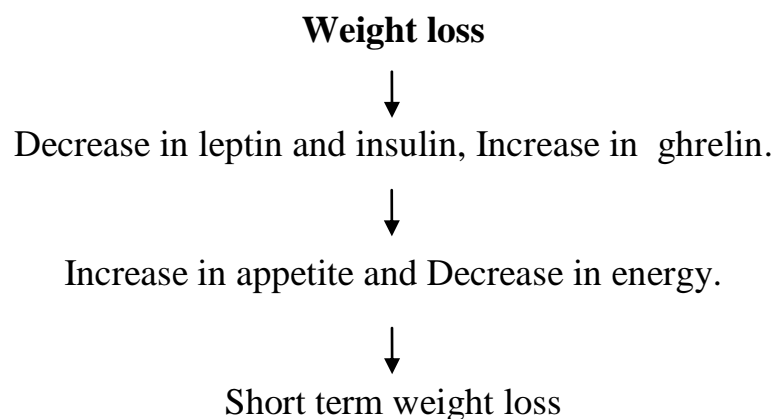 Weight loss
Decrease in leptin and insulin, Increase in ghrelin.
Increase in appetite and Decrease in energy.
Short term weight loss